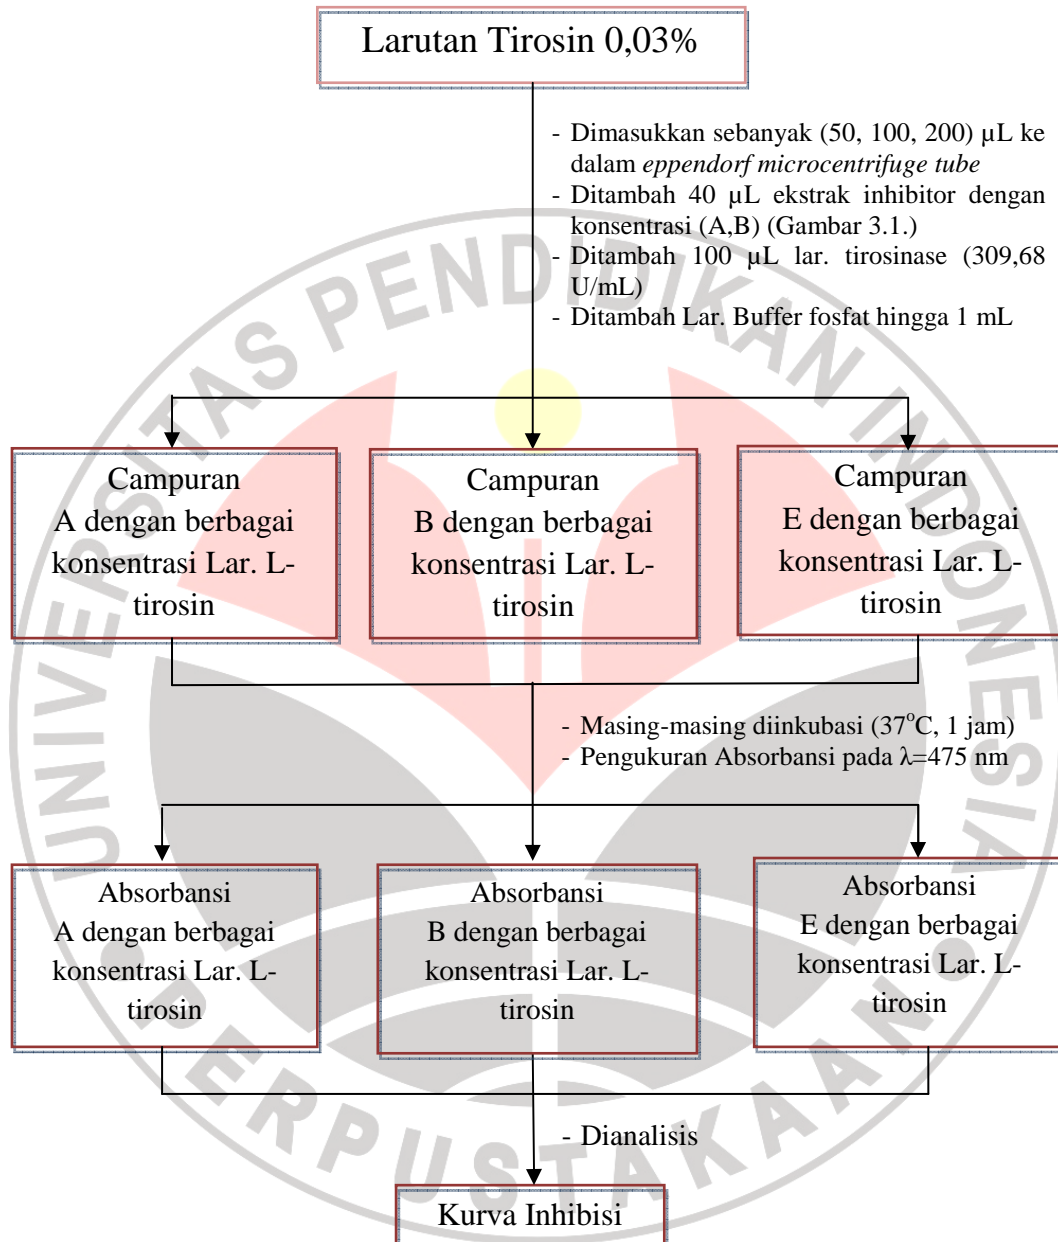 Larutan Tirosin 0,03%
- Dimasukkan sebanyak (50, 100, 200) µL ke
dalam eppendorf microcentrifuge tube
- Ditambah 40 µL ekstrak inhibitor dengan
konsentrasi (A,B) (Gambar 3.1.)
- Ditambah 100 µL lar. tirosinase (309,68
U/mL)
- Ditambah Lar. Buffer fosfat hingga 1 mL
Campuran
A dengan berbagai
konsentrasi Lar. L-
tirosin
Campuran
B dengan berbagai
konsentrasi Lar. L-
tirosin
Campuran
E dengan berbagai
konsentrasi Lar. L-
tirosin
- Masing-masing diinkubasi (37°C, 1 jam)
- Pengukuran Absorbansi pada λ=475 nm
Absorbansi
A dengan berbagai
konsentrasi Lar. L-
tirosin
Absorbansi
B dengan berbagai
konsentrasi Lar. L-
tirosin
Absorbansi
E dengan berbagai
konsentrasi Lar. L-
tirosin
- Dianalisis
Kurva Inhibisi
UNIVERSITAS PENDIDIKAN INDONESIA
PERPUSTAKAAN